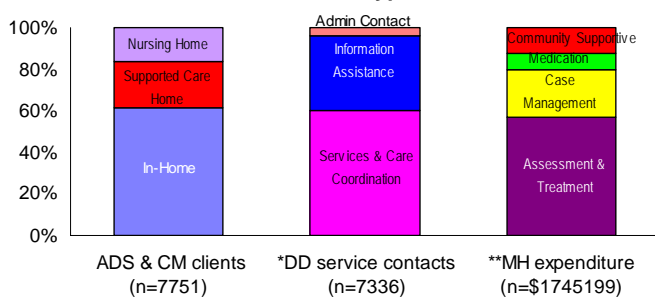 100%
80%
60%
40%
20%
0%
Nursing Home
Supported Care
Home
In-Home
Admin Contact
Information
Assistance
Services & Care
Coordination
Community Supportive
Medication
Case
Management
Assessment &
Treatment
ADS & CM clients
(n=7751)
*DD service contacts
(n=7336)
**MH expenditure
(n=$1745199)